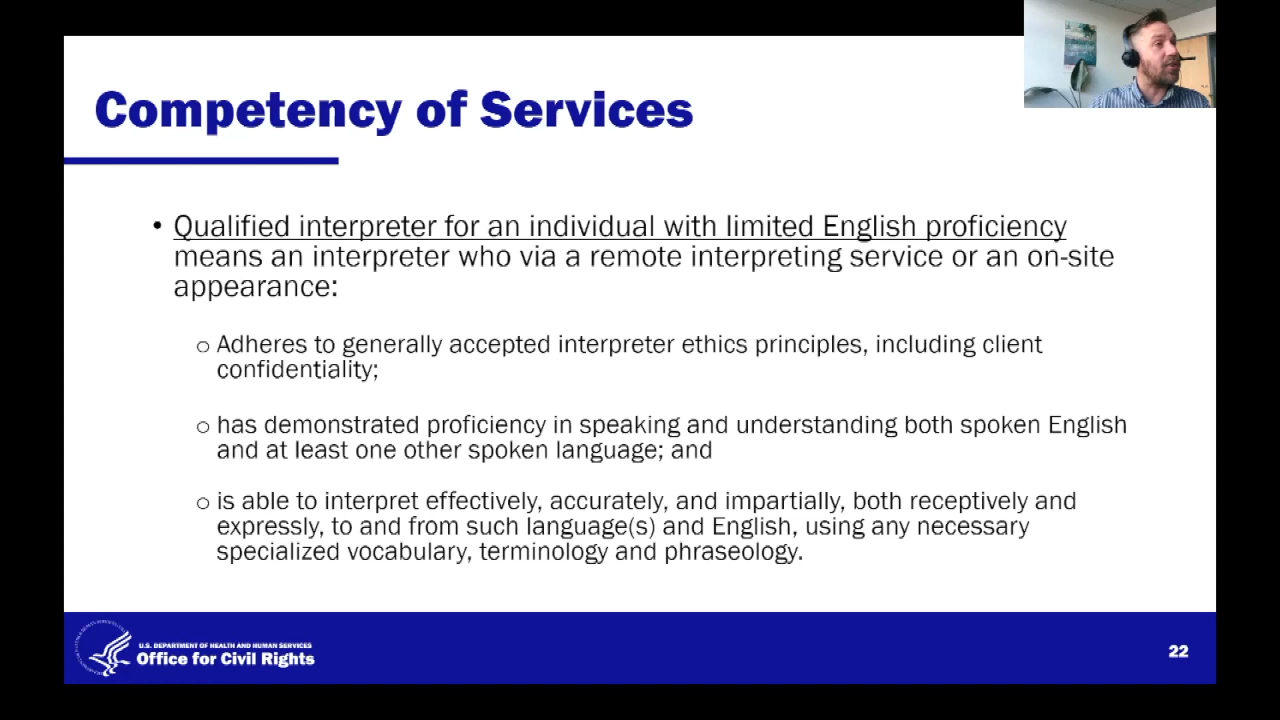 Competency of Services
• Qualified interpreter for an individual with limited English proficiency
means an interpreter who via a remote interpreting service or an on-site
appearance:
o Adheres to generally accepted interpreter ethics principles, including client
confidentiality;
o has demonstrated proficiency in speaking and understanding both spoken English
and at least one other spoken language; and
o is able to interpret effectively, accurately, and impartially, both receptively and
expressly, to and from such language(s) and English, using any necessary
specialized vocabulary, terminology and phraseology.
U.S. DEPARTMENT OF HEALTH AND HUMAN SERVICES
Office for Civil Rights
22